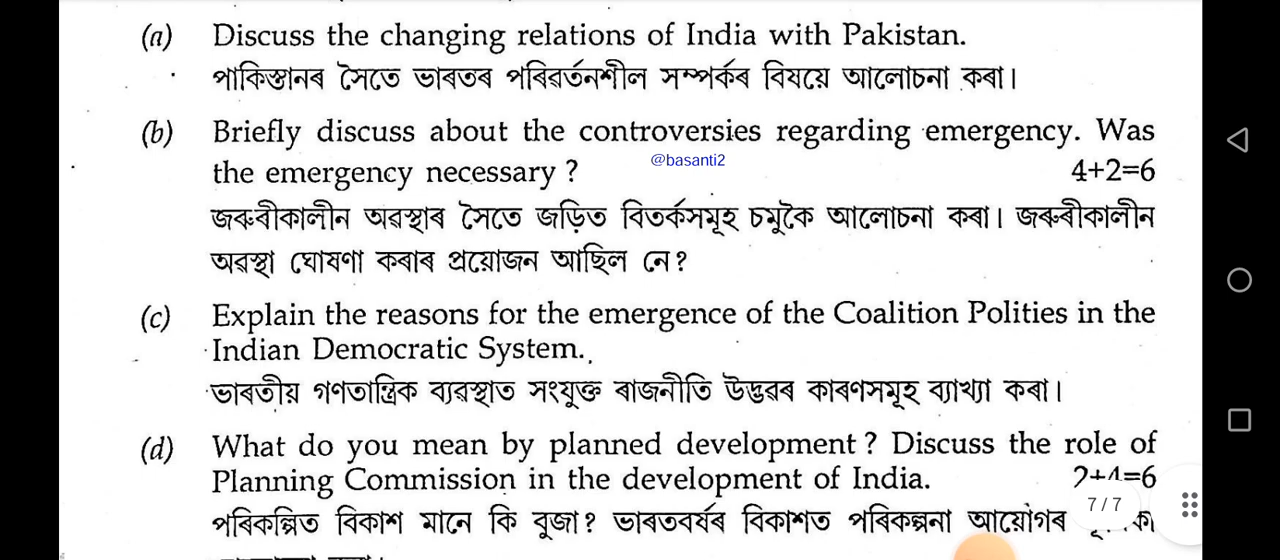 (a) Discuss the changing relations of India with Pakistan.
পাকিস্তানৰ সৈতে ভাৰতৰ পৰিৱৰ্তনশীল সম্পৰ্কৰ বিষয়ে আলোচনা কৰা।
(b) Briefly discuss about the controversies regarding emergency. Was
@basanti2
the emergency necessary ? 4+2=6
জৰুৰীকালীন অৱস্থাৰ সৈতে জড়িত বিতৰ্কসমূহ চমুকৈ আলোচনা কৰা। জৰুৰীকালীন
অৱস্থা ঘোষণা কৰাৰ প্ৰয়োজন আছিল নে?
(c) Explain the reasons for the emergence of the Coalition Polities in the
Indian Democratic System.
ভাৰতীয় গণতান্ত্ৰিক ব্যৱস্থাত সংযুক্ত ৰাজনীতি উদ্ভৱৰ কাৰণসমূহ ব্যাখ্যা কৰা।
(d) What do you mean by planned development ? Discuss the role of
Planning Commission in the development of India. 2+4=6
7/7
পৰিকল্পিত বিকাশ মানে কি বুজা? ভাৰতবৰ্ষৰ বিকাশত পৰিকল্পনা আয়োগৰ